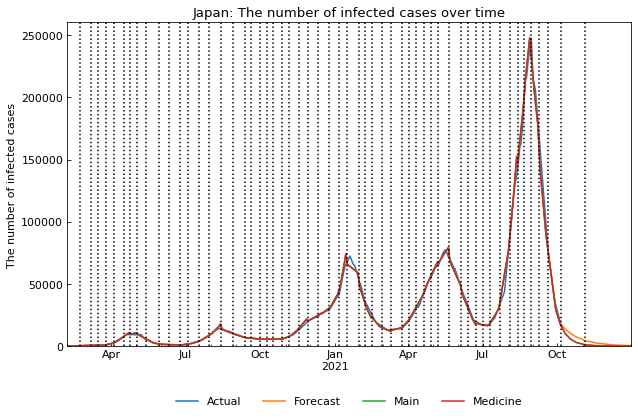 Japan: The number of infected cases over time
The number of infected cases
250000
200000
150000
100000
50000
0
Apr Jul Oct Jan Apr Jul Oct
2021
Actual Forecast Main Medicine